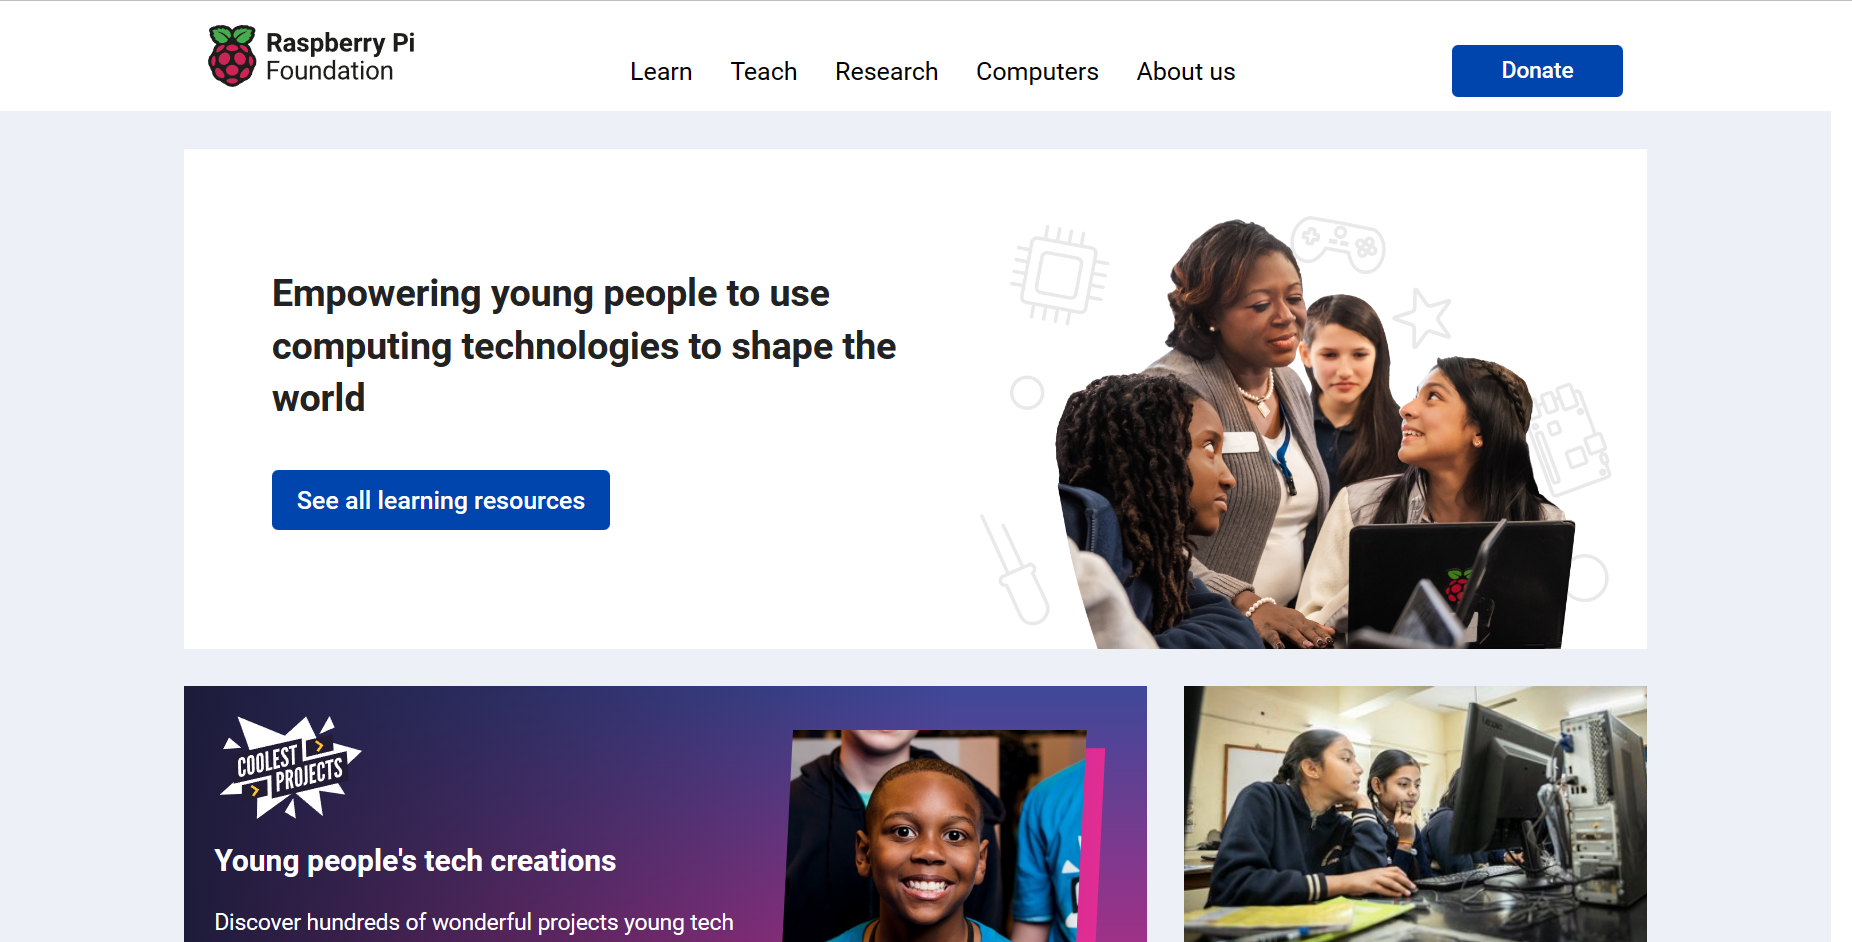 Raspberry Pi
Foundation
Learn
Teach
Research
Computers
About us
Donate
Empowering young people to use
computing technologies to shape the
world
See all learning resources
COOLEST
PROJECTS
Young people's tech creations
Discover hundreds of wonderful projects young tech